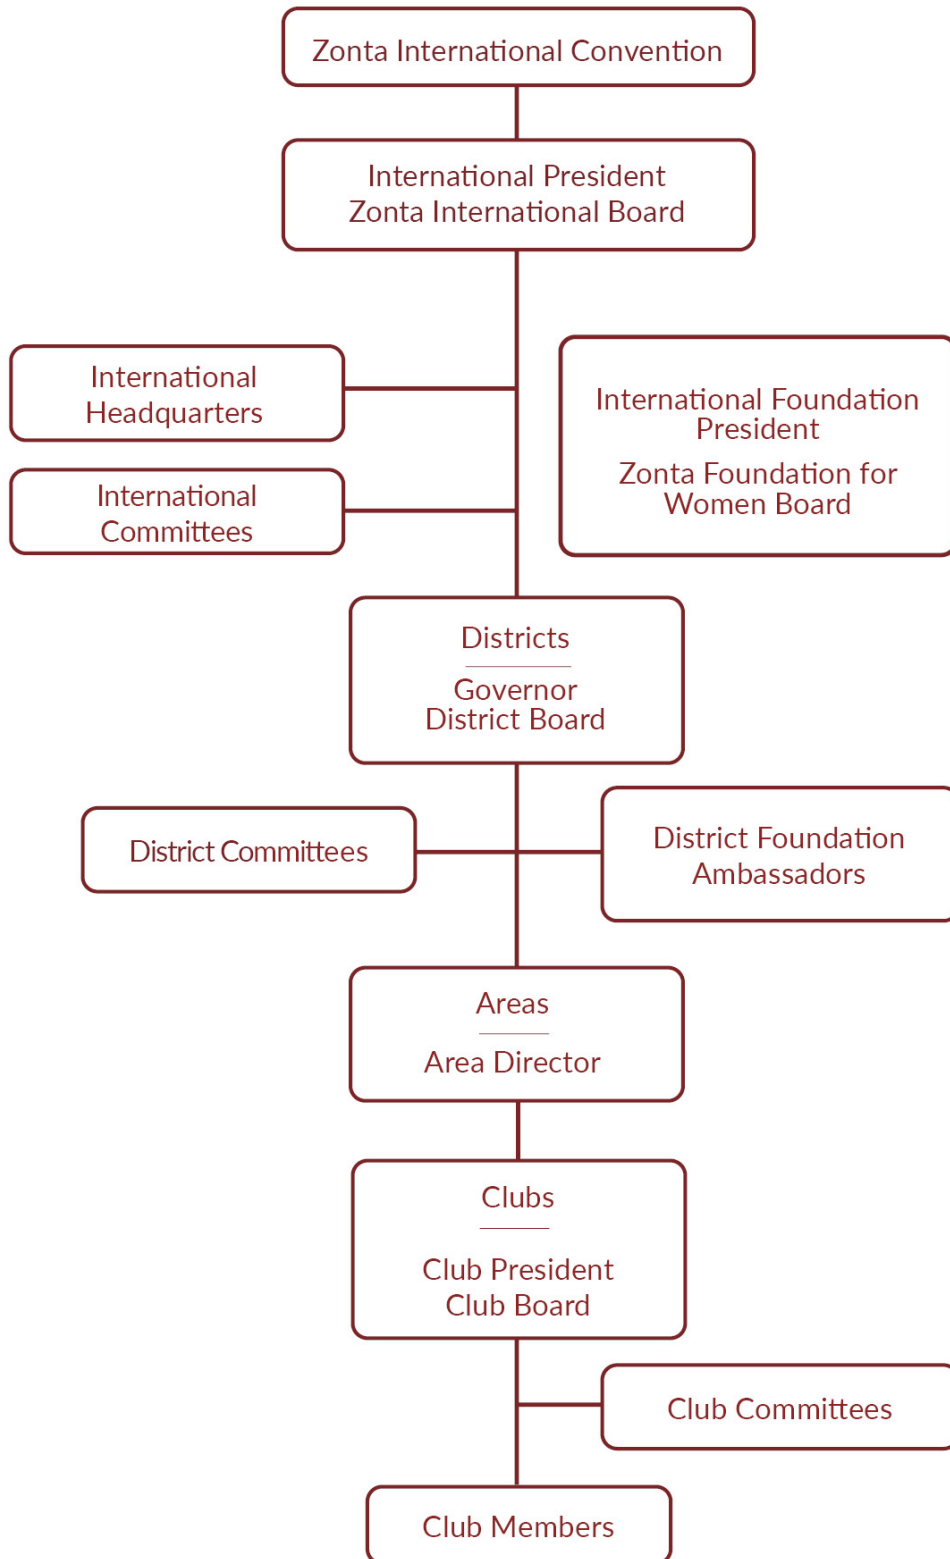 Zonta International Convention
International President
Zonta International Board
International
Headquarters
International Foundation
President
Zonta Foundation for
Women Board
International
Committees
Districts
Governor
District Board
District Committees
District Foundation
Ambassadors
Areas
Area Director
Clubs
Club President
Club Board
Club Committees
Club Members